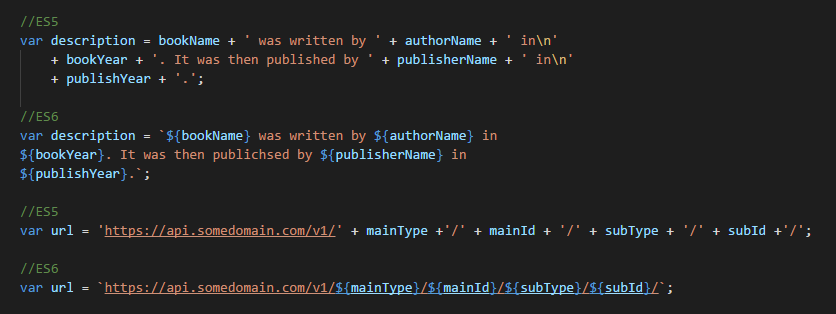 //ES5
var description = bookName + ' was written by ' + authorName + ' in\n'
    + bookYear + '. It was then published by ' + publisherName + ' in\n'
    + publishYear + '.';
//ES6
var description = `${bookName} was written by ${authorName} in
${bookYear}. It was then publichsed by ${publisherName} in
${publishYear}.`;
//ES5
var url = 'https://api.somedomain.com/v1/' + mainType +'/' + mainId + '/' + subType + '/' + subId +'/';
//ES6
var url = `https://api.somedomain.com/v1/${mainType}/${mainId}/${subType}/${subId}/`;